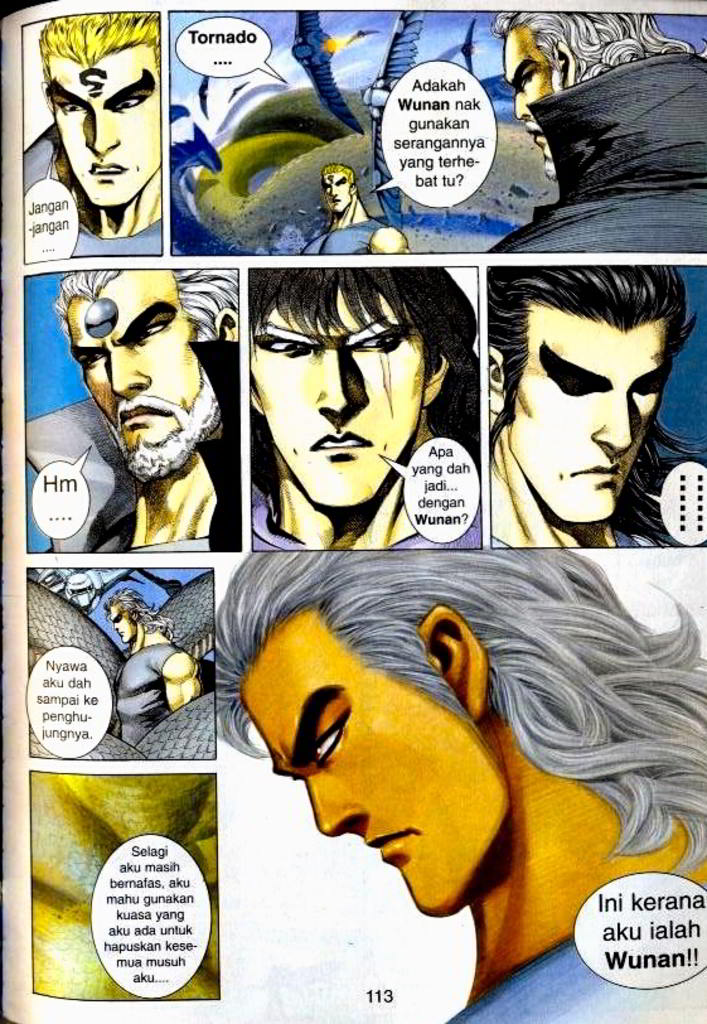 Jangan
-jangan
....
Tornado
....
Adakah
Wunan nak
gunakan
serangannya
yang terhe-
bat tu?
Hm
....
Apa
yang dah
jadi...
dengan
Wunan?
Nyawa
aku dah
sampai ke
penghu-
jungnya.
Selagi
aku masih
bernafas, aku
mahu gunakan
kuasa yang
aku ada untuk
hapuskan kese-
mua musuh
aku....
Ini kerana
aku ialah
Wunan!!
113